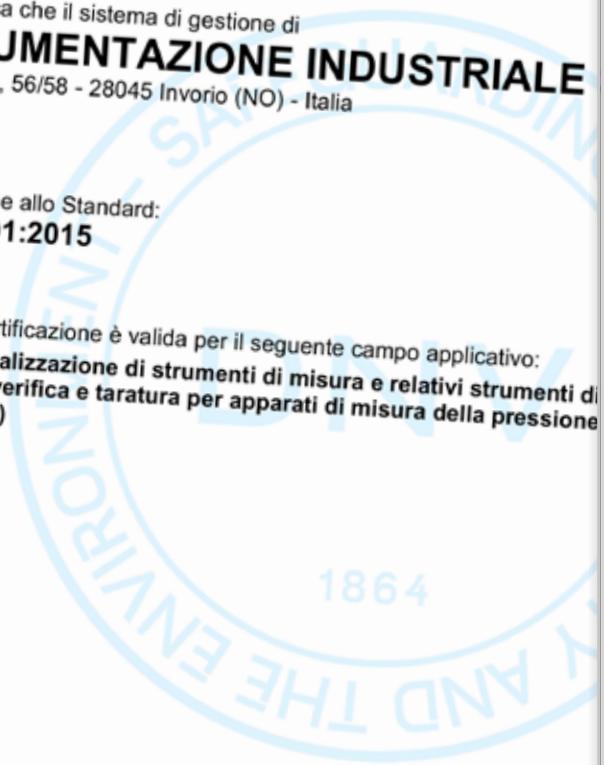 a che il sistema di gestione di
UMENTAZIONE INDUSTRIALE
, 56/58 - 28045 Invorio (NO) - Italia
e allo Standard:
1:2015
tificazione è valida per il seguente campo applicativo:
alizzazione di strumenti di misura e relativi strumenti di
verifica e taratura per apparati di misura della pressione
)
DNV
1864
AND THE ENVIRONMENT